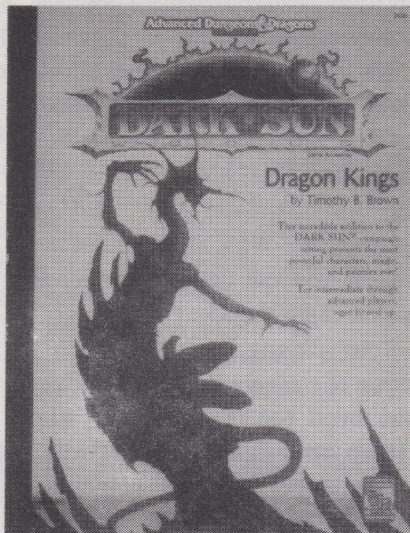 Advanced Dungeons & Dragons
DARK SUN
Dragon Kings
by Timothy B. Brown
This incredible addition to the
DARK SUN™ campaign
setting presents the most
powerful characters, magic,
and psionics ever!
For intermediate through
advanced players,
ages 10 and up.